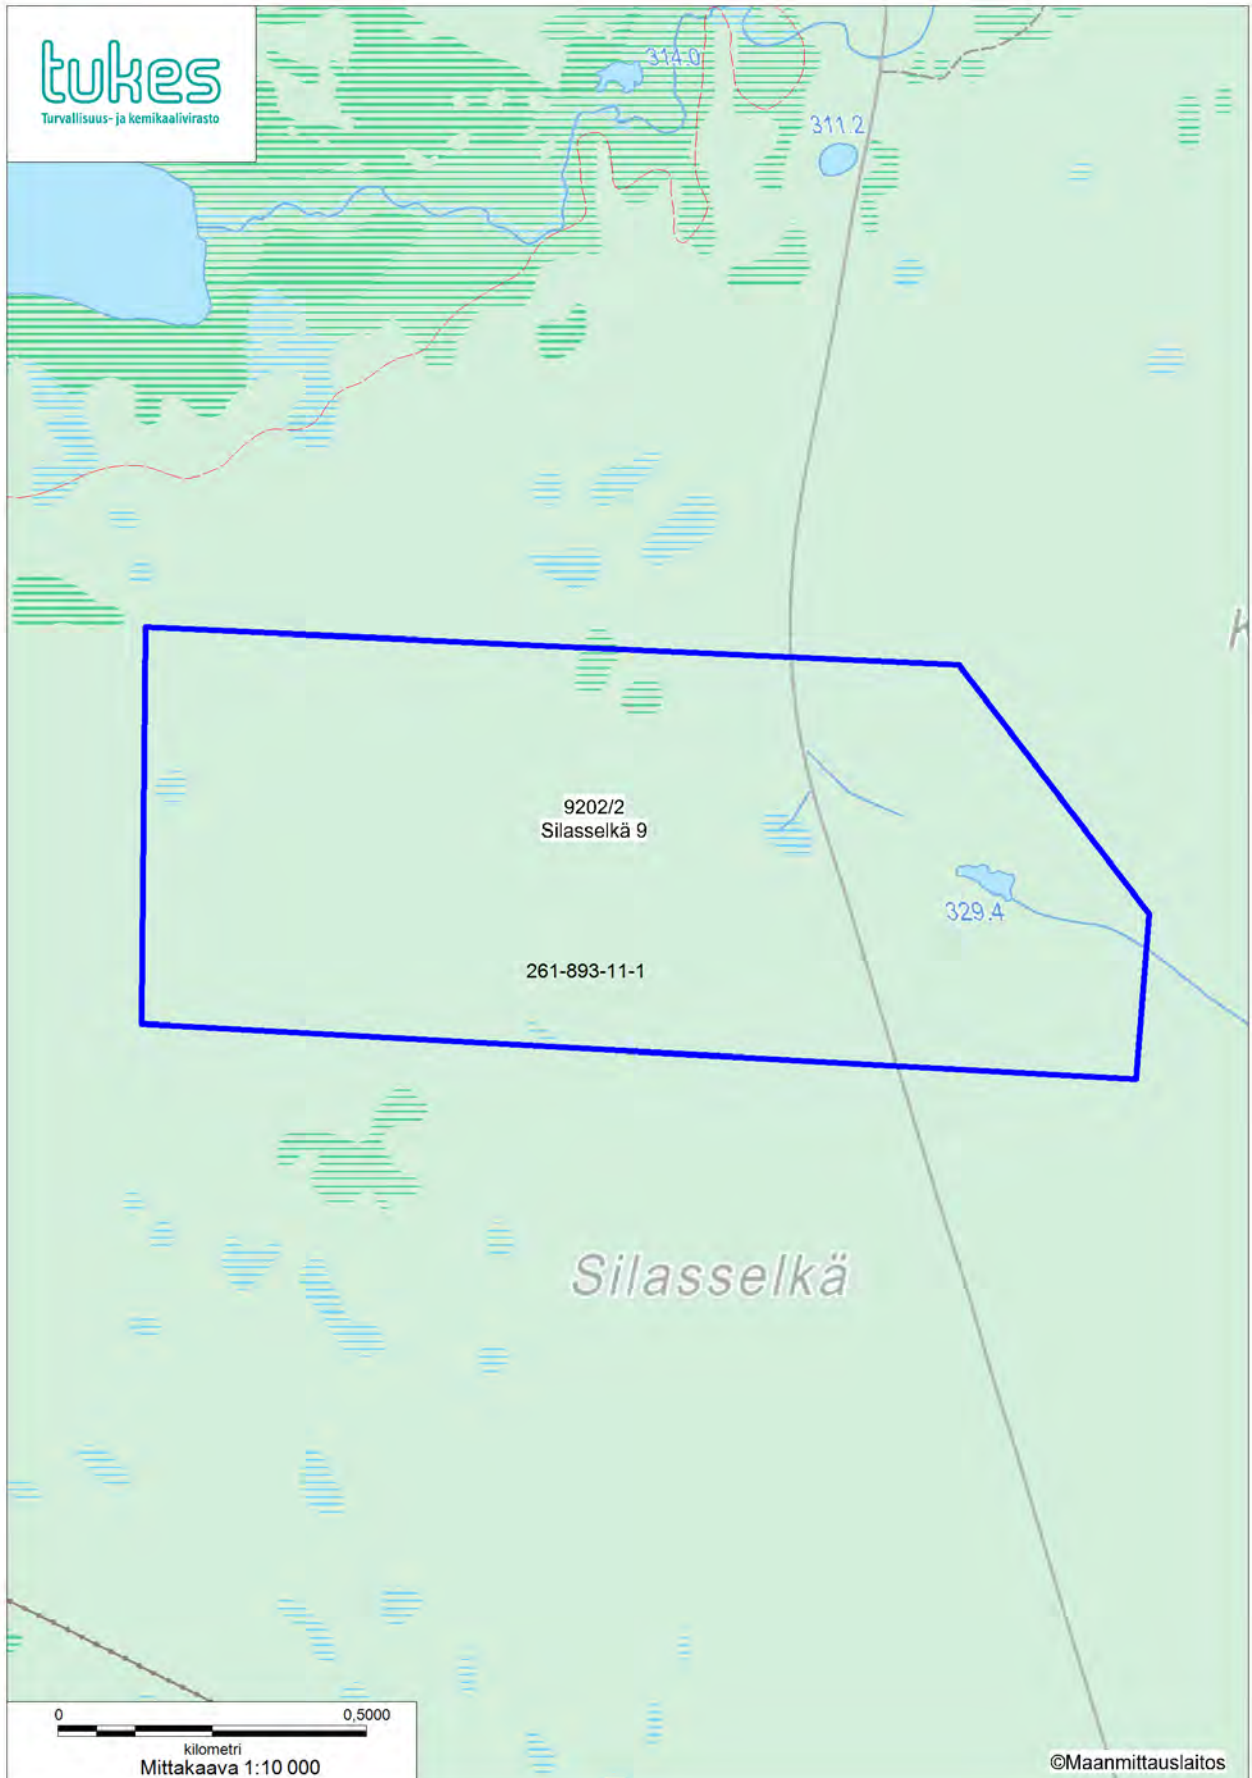 tukes
Turvallisuus- ja kemikaalivirasto
314.0
311.2
K
9202/2
Silasselkä 9
329.4
261-893-11-1
Silasselkä
0 0,5000
kilometri
Mittakaava 1:10 000
©Maanmittauslaitos